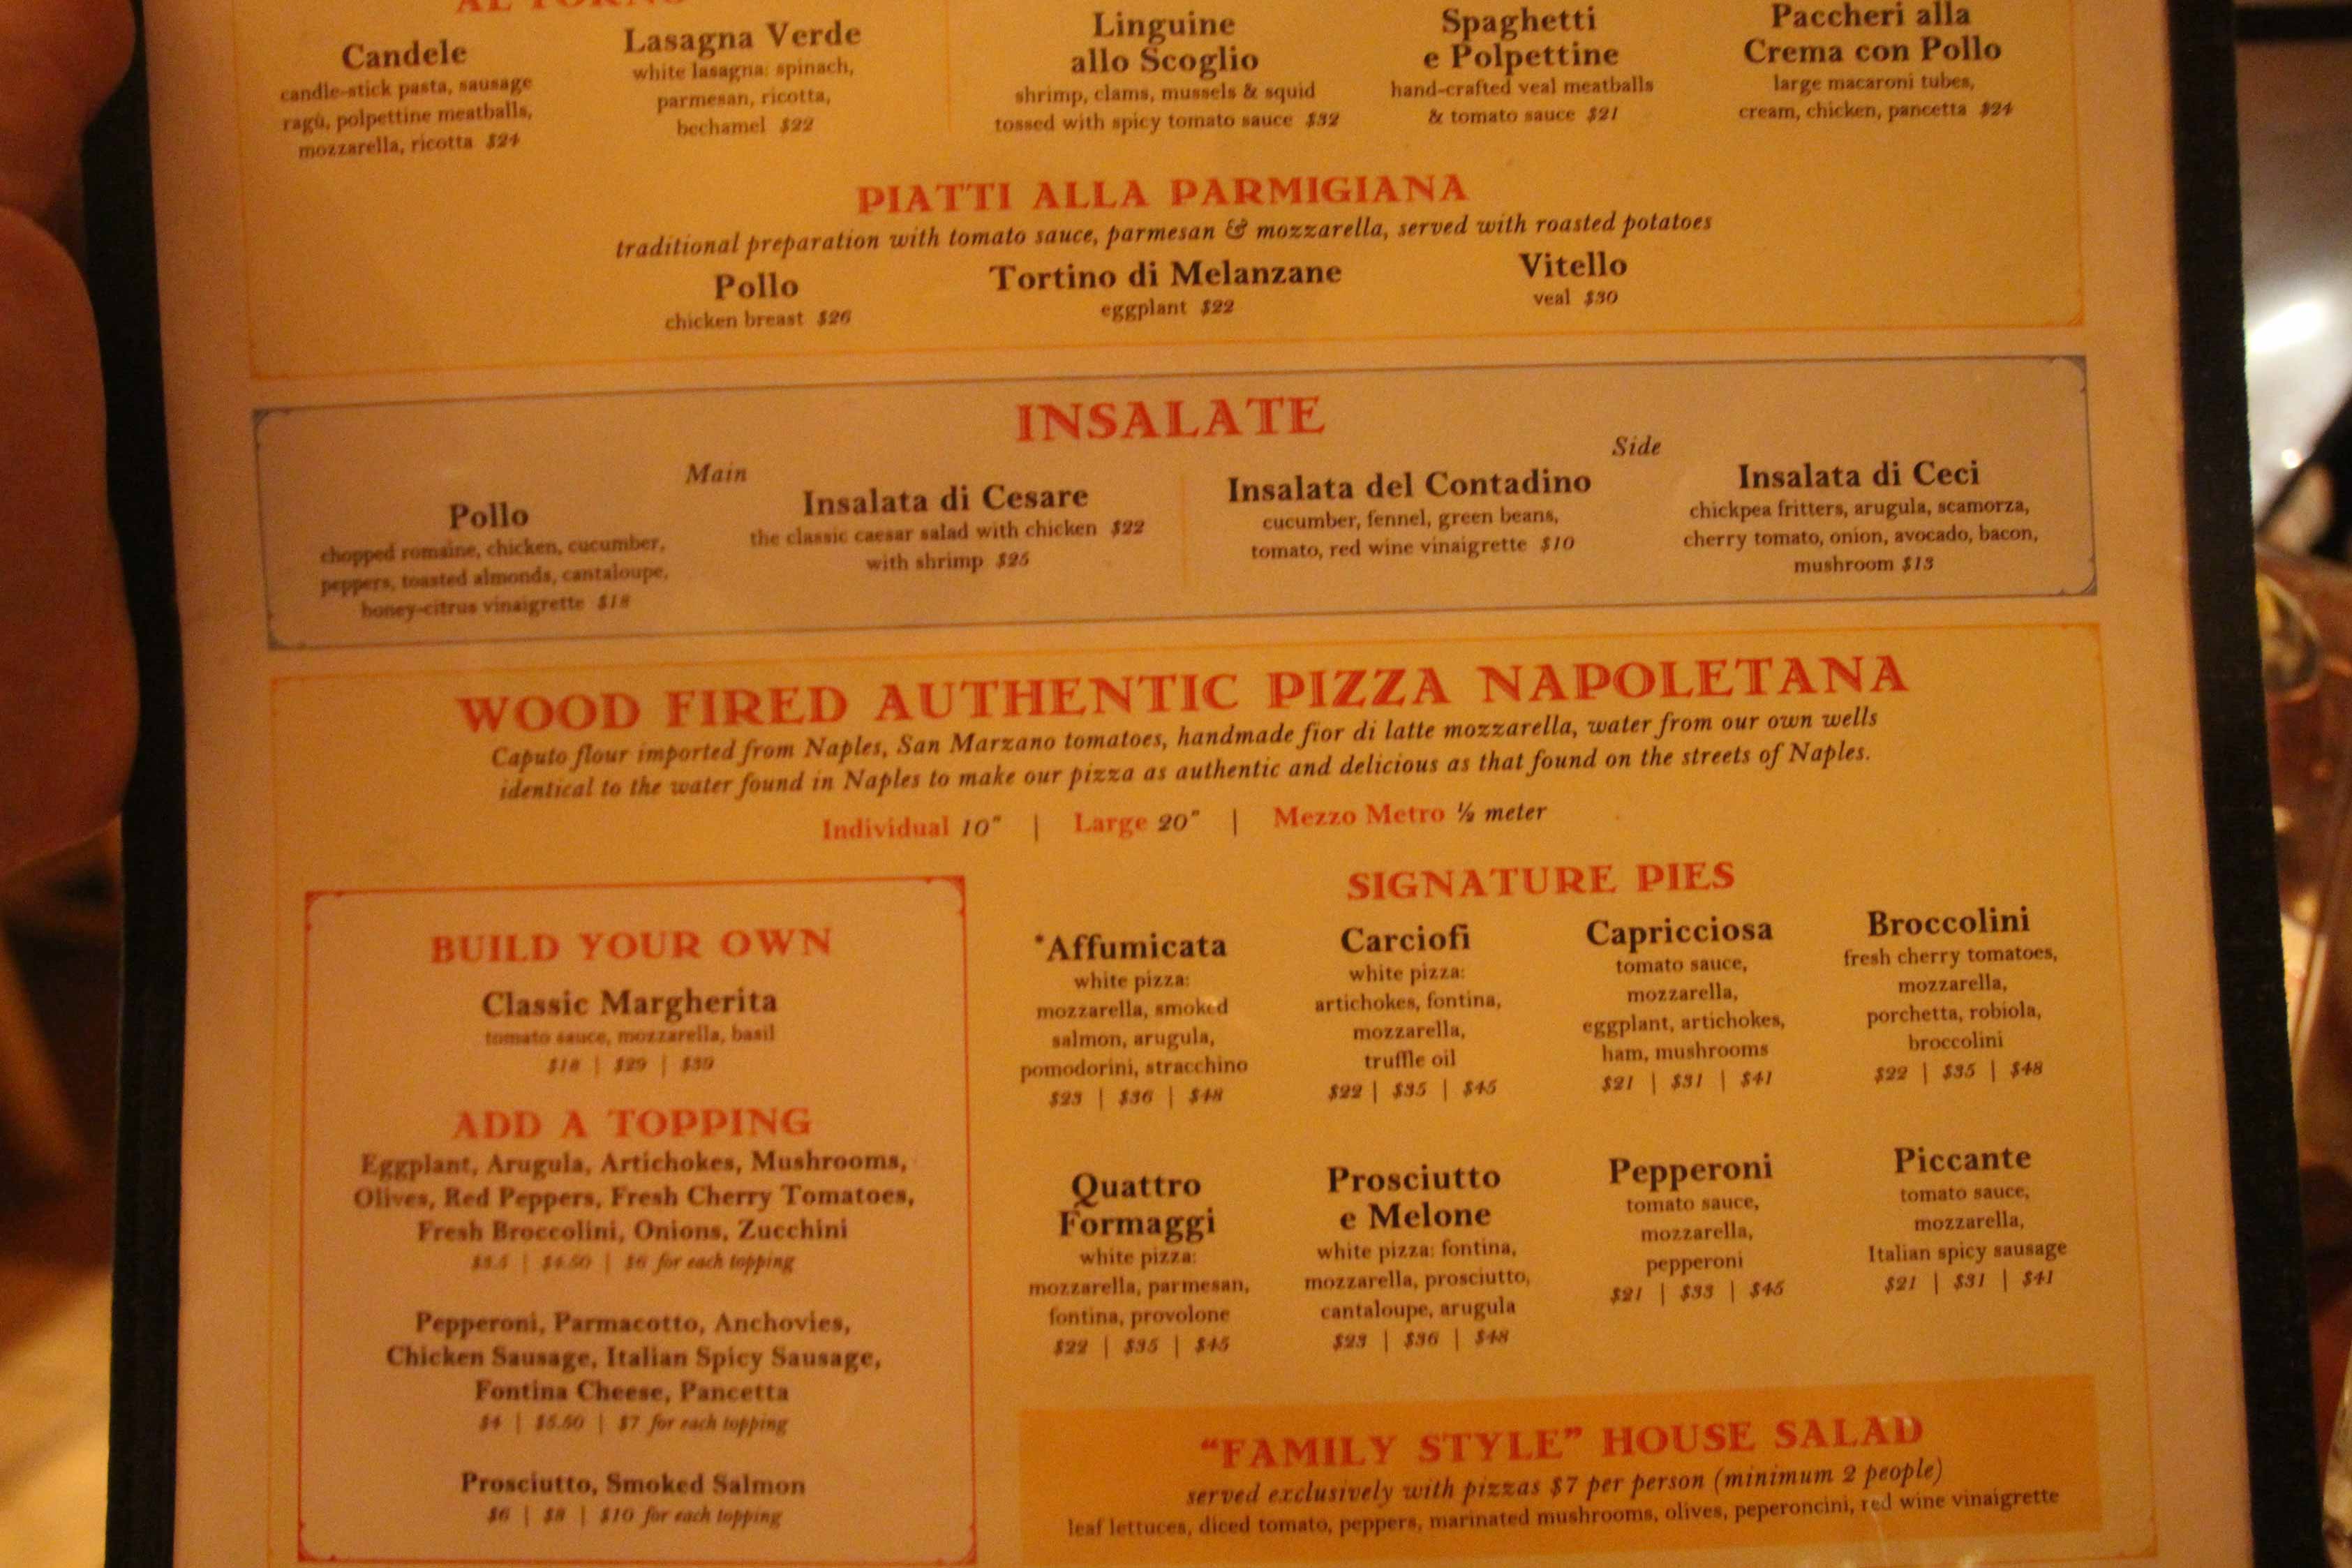 AL FORNO
Candele
candle-stick pasta, sausage
ragù, polpettine meatballs,
mozzarella, ricotta $24
Lasagna Verde
white lasagna: spinach,
parmesan, ricotta,
bechamel $22
Linguine
allo Scoglio
shrimp, clams, mussels & squid
tossed with spicy tomato sauce $32
Spaghetti
e Polpettine
hand-crafted veal meatballs
& tomato sauce $21
Paccheri alla
Crema con Pollo
large macaroni tubes,
cream, chicken, pancetta $24
PIATTI ALLA PARMIGIANA
traditional preparation with tomato sauce, parmesan & mozzarella, served with roasted potatoes
Pollo
chicken breast $26
Tortino di Melanzane
eggplant $22
Vitello
veal $30
INSALATE
Main
Pollo
chopped romaine, chicken, cucumber,
peppers, toasted almonds, cantaloupe,
honey-citrus vinaigrette $18
Insalata di Cesare
the classic caesar salad with chicken $22
with shrimp $25
Side
Insalata del Contadino
cucumber, fennel, green beans,
tomato, red wine vinaigrette $10
Insalata di Ceci
chickpea fritters, arugula, scamorza,
cherry tomato, onion, avocado, bacon,
mushroom $13
WOOD FIRED AUTHENTIC PIZZA NAPOLETANA
Caputo flour imported from Naples, San Marzano tomatoes, handmade fior di latte mozzarella, water from our own wells
identical to the water found in Naples to make our pizza as authentic and delicious as that found on the streets of Naples.
Individual 10" | Large 20" | Mezzo Metro ½ meter
BUILD YOUR OWN
Classic Margherita
tomato sauce, mozzarella, basil
$18 | $29 | $39
ADD A TOPPING
Eggplant, Arugula, Artichokes, Mushrooms,
Olives, Red Peppers, Fresh Cherry Tomatoes,
Fresh Broccolini, Onions, Zucchini
$3.5 | $4.50 | $6 for each topping
Pepperoni, Parmacotto, Anchovies,
Chicken Sausage, Italian Spicy Sausage,
Fontina Cheese, Pancetta
$4 | $5.50 | $7 for each topping
Prosciutto, Smoked Salmon
$6 | $8 | $10 for each topping
SIGNATURE PIES
*Affumicata
white pizza:
mozzarella, smoked
salmon, arugula,
pomodorini, stracchino
$23 | $36 | $48
Carciofi
white pizza:
artichokes, fontina,
mozzarella,
truffle oil
$22 | $35 | $45
Capricciosa
tomato sauce,
mozzarella,
eggplant, artichokes,
ham, mushrooms
$21 | $31 | $41
Broccolini
fresh cherry tomatoes,
mozzarella,
porchetta, robiola,
broccolini
$22 | $35 | $48
Quattro
Formaggi
white pizza:
mozzarella, parmesan,
fontina, provolone
$22 | $35 | $45
Prosciutto
e Melone
white pizza: fontina,
mozzarella, prosciutto,
cantaloupe, arugula
$23 | $36 | $48
Pepperoni
tomato sauce,
mozzarella,
pepperoni
$21 | $33 | $45
Piccante
tomato sauce,
mozzarella,
Italian spicy sausage
$21 | $31 | $41
"FAMILY STYLE" HOUSE SALAD
served exclusively with pizzas $7 per person (minimum 2 people)
leaf lettuces, diced tomato, peppers, marinated mushrooms, olives, peperoncini, red wine vinaigrette